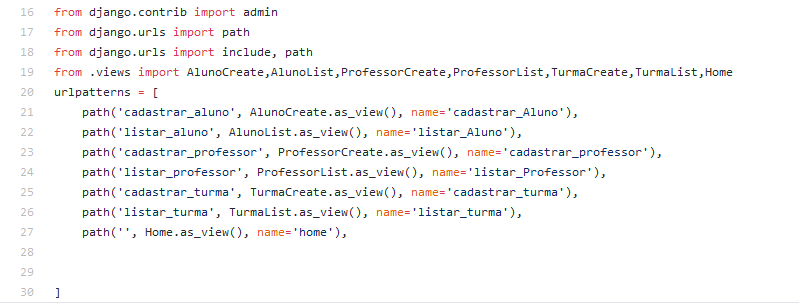 16 from django.contrib import admin
17 from django.urls import path
18 from django.urls import include, path
19 from .views import AlunoCreate,AlunoList,ProfessorCreate,ProfessorList,TurmaCreate,TurmaList,Home
20 urlpatterns = [
21     path('cadastrar_aluno', AlunoCreate.as_view(), name='cadastrar_Aluno'),
22     path('listar_aluno', AlunoList.as_view(), name='listar_Aluno'),
23     path('cadastrar_professor', ProfessorCreate.as_view(), name='cadastrar_professor'),
24     path('listar_professor', ProfessorList.as_view(), name='listar_Professor'),
25     path('cadastrar_turma', TurmaCreate.as_view(), name='cadastrar_turma'),
26     path('listar_turma', TurmaList.as_view(), name='listar_turma'),
27     path('', Home.as_view(), name='home'),
28
29
30 ]